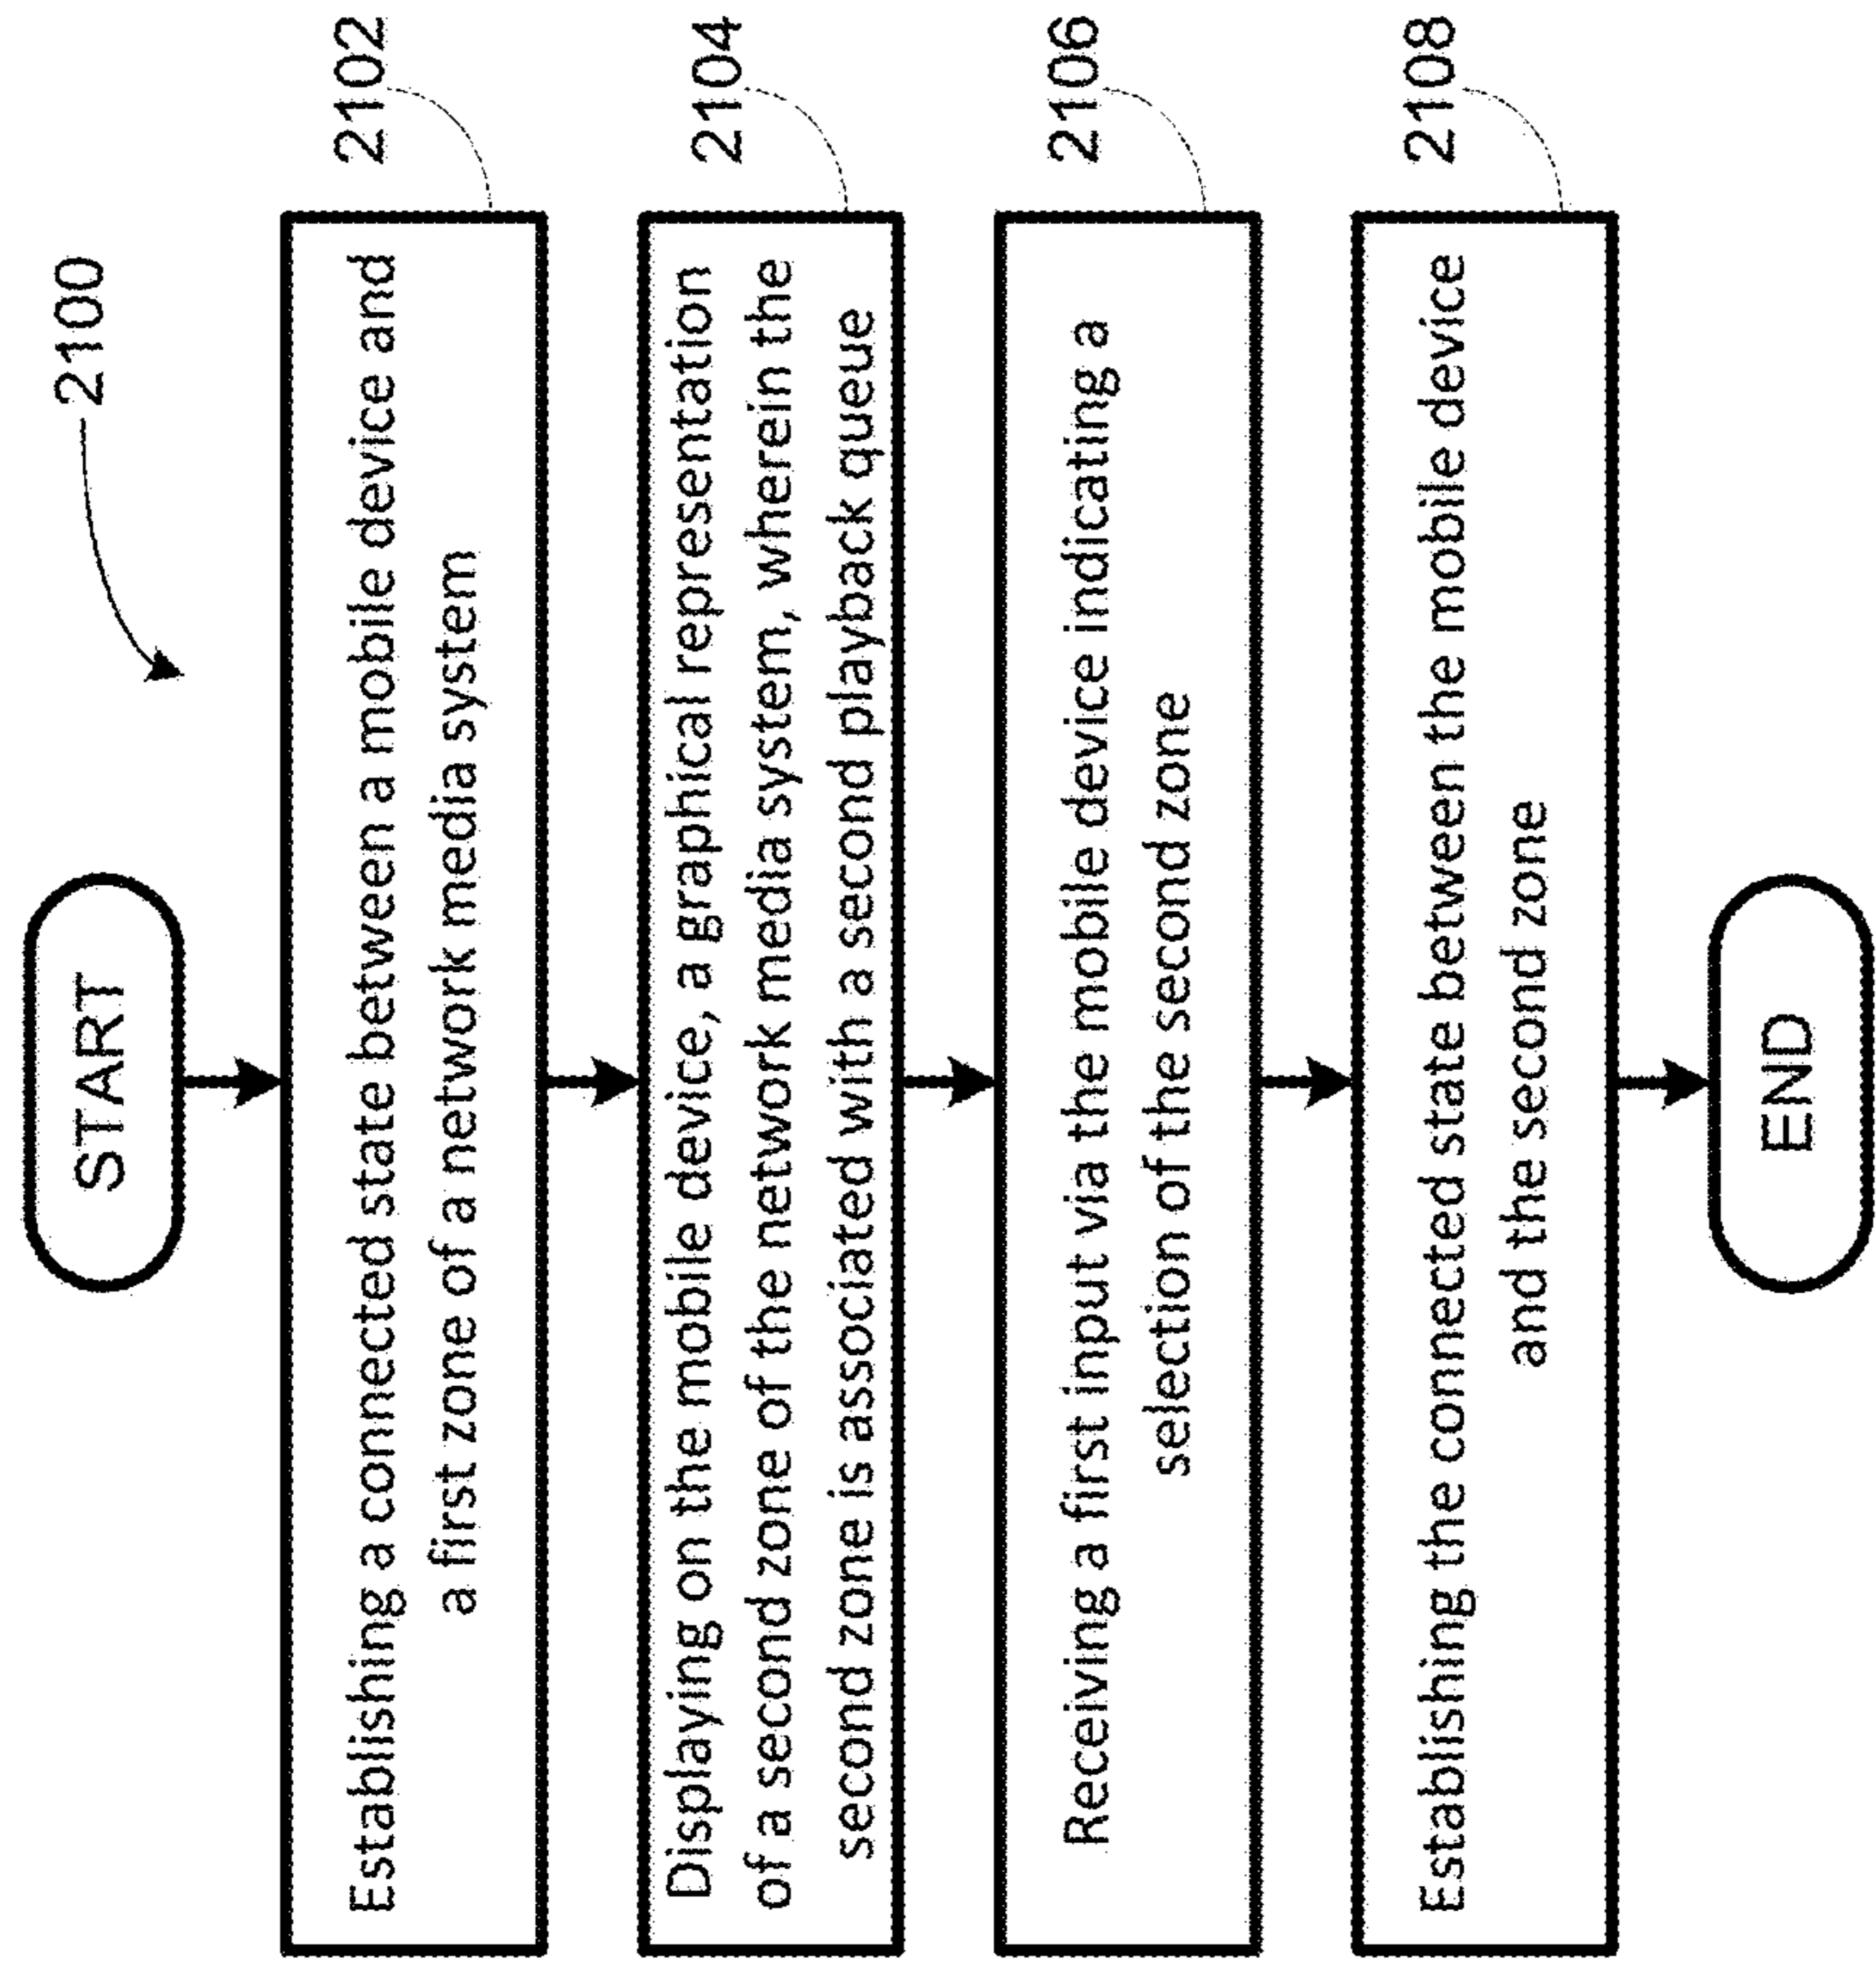 2100
START
Establishing a connected state between a mobile device and
a first zone of a network media system
2102
Displaying on the mobile device, a graphical representation
of a second zone of the network media system, wherein the
second zone is associated with a second playback queue
2104
Receiving a first input via the mobile device indicating a
selection of the second zone
2106
Establishing the connected state between the mobile device
and the second zone
2108
END